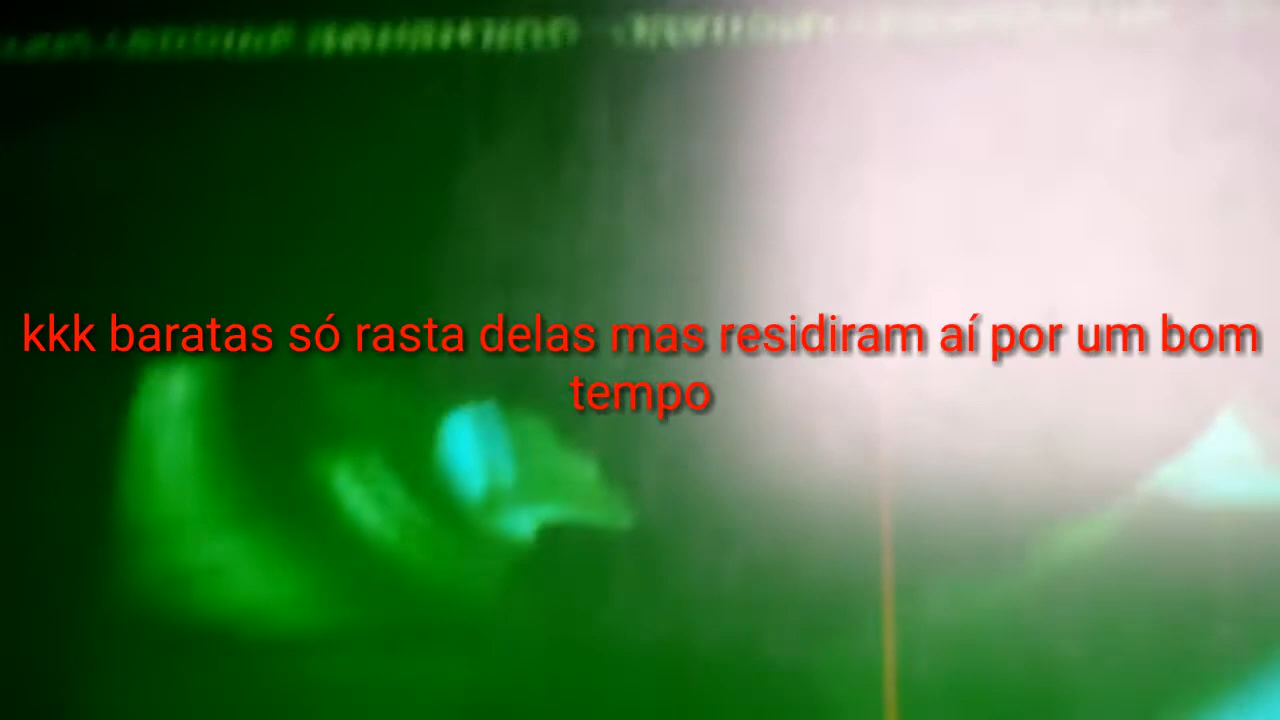 kkk baratas só rasta delas mas residiram aí por um bom
tempo